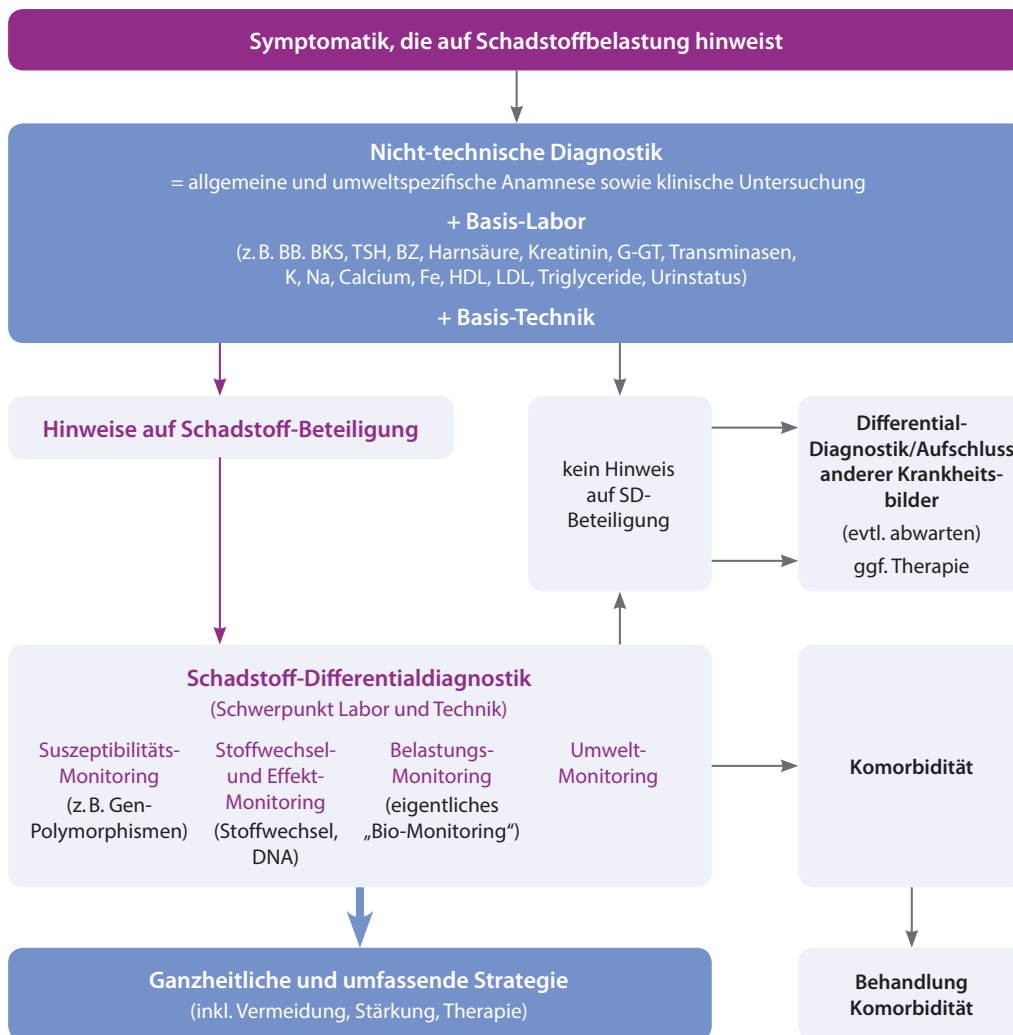 Symptomatik, die auf Schadstoffbelastung hinweist
Nicht-technische Diagnostik
= allgemeine und umweltspezifische Anamnese sowie klinische Untersuchung
+ Basis-Labor
(z. B. BB. BKS, TSH, BZ, Harnsäure, Kreatinin, G-GT, Transminasen,
K, Na, Calcium, Fe, HDL, LDL, Triglyceride, Urinstatus)
+ Basis-Technik
Hinweise auf Schadstoff-Beteiligung
kein Hinweis
auf SD-
Beteiligung
Differential-
Diagnostik/Aufschluss
anderer Krankheits-
bilder
(evtl. abwarten)
ggf. Therapie
Schadstoff-Differentialdiagnostik
(Schwerpunkt Labor und Technik)
Suszeptibilitäts-
Monitoring
(z. B. Gen-
Polymorphismen)
Stoffwechsel-
und Effekt-
Monitoring
(Stoffwechsel,
DNA)
Belastungs-
Monitoring
(eigentliches
„Bio-Monitoring“)
Umwelt-
Monitoring
Komorbidität
Ganzheitliche und umfassende Strategie
(inkl. Vermeidung, Stärkung, Therapie)
Behandlung
Komorbidität